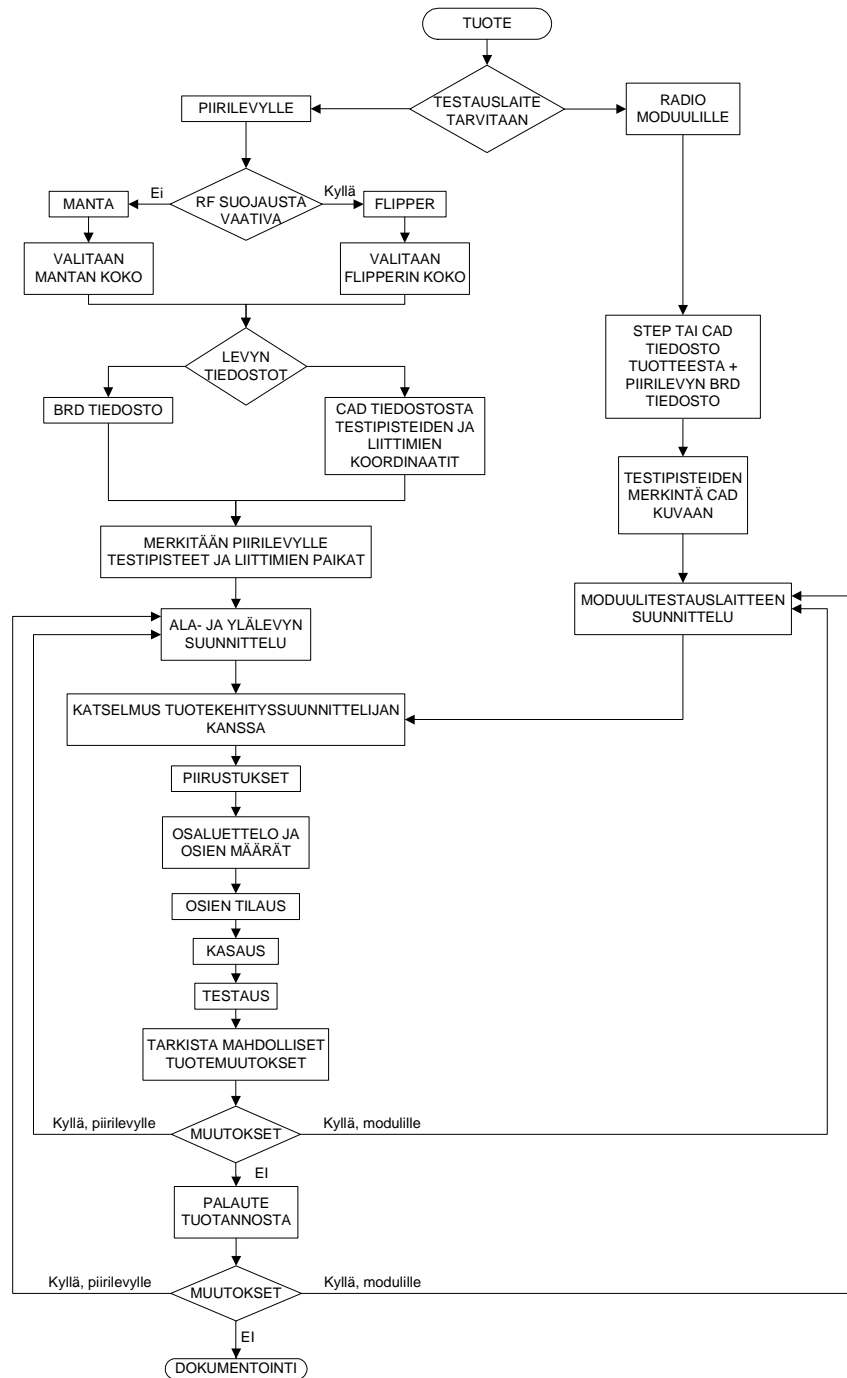 TUOTE
TESTAUSLAITE
TARVITAAN
PIIRILEVYLLE
RADIO
MODUULILLE
RF SUOJAUSTA
VAATIVA
Ei
Kyllä
MANTA
FLIPPER
VALITAAN
MANTAN KOKO
VALITAAN
FLIPPERIN KOKO
LEVYN
TIEDOSTOT
BRD TIEDOSTO
CAD TIEDOSTOSTA
TESTIPISTEIDEN JA
LIITTIMIEN
KOORDINAATIT
STEP TAI CAD
TIEDOSTO
TUOTTEESTA +
PIIRILEVYN BRD
TIEDOSTO
TESTIPISTEIDEN
MERKINTÄ CAD
KUVAAN
MERKITÄÄN PIIRILEVYLLE
TESTIPISTEET JA LIITTIMIEN PAIKAT
ALA- JA YLÄLEVYN
SUUNNITTELU
MODUULITESTAUSLAITTEEN
SUUNNITTELU
KATSELMUS TUOTEKEHITYSSUUNNITTELIJAN
KANSSA
PIIRUSTUKSET
OSALUETTELO JA
OSIEN MÄÄRÄT
OSIEN TILAUS
KASAUS
TESTAUS
TARKISTA MAHDOLLISET
TUOTEMUUTOKSET
Kyllä, piirilevylle
MUUTOKSET
Kyllä, modulille
EI
PALAUTE
TUOTANNOSTA
Kyllä, piirilevylle
MUUTOKSET
Kyllä, modulille
EI
DOKUMENTOINTI